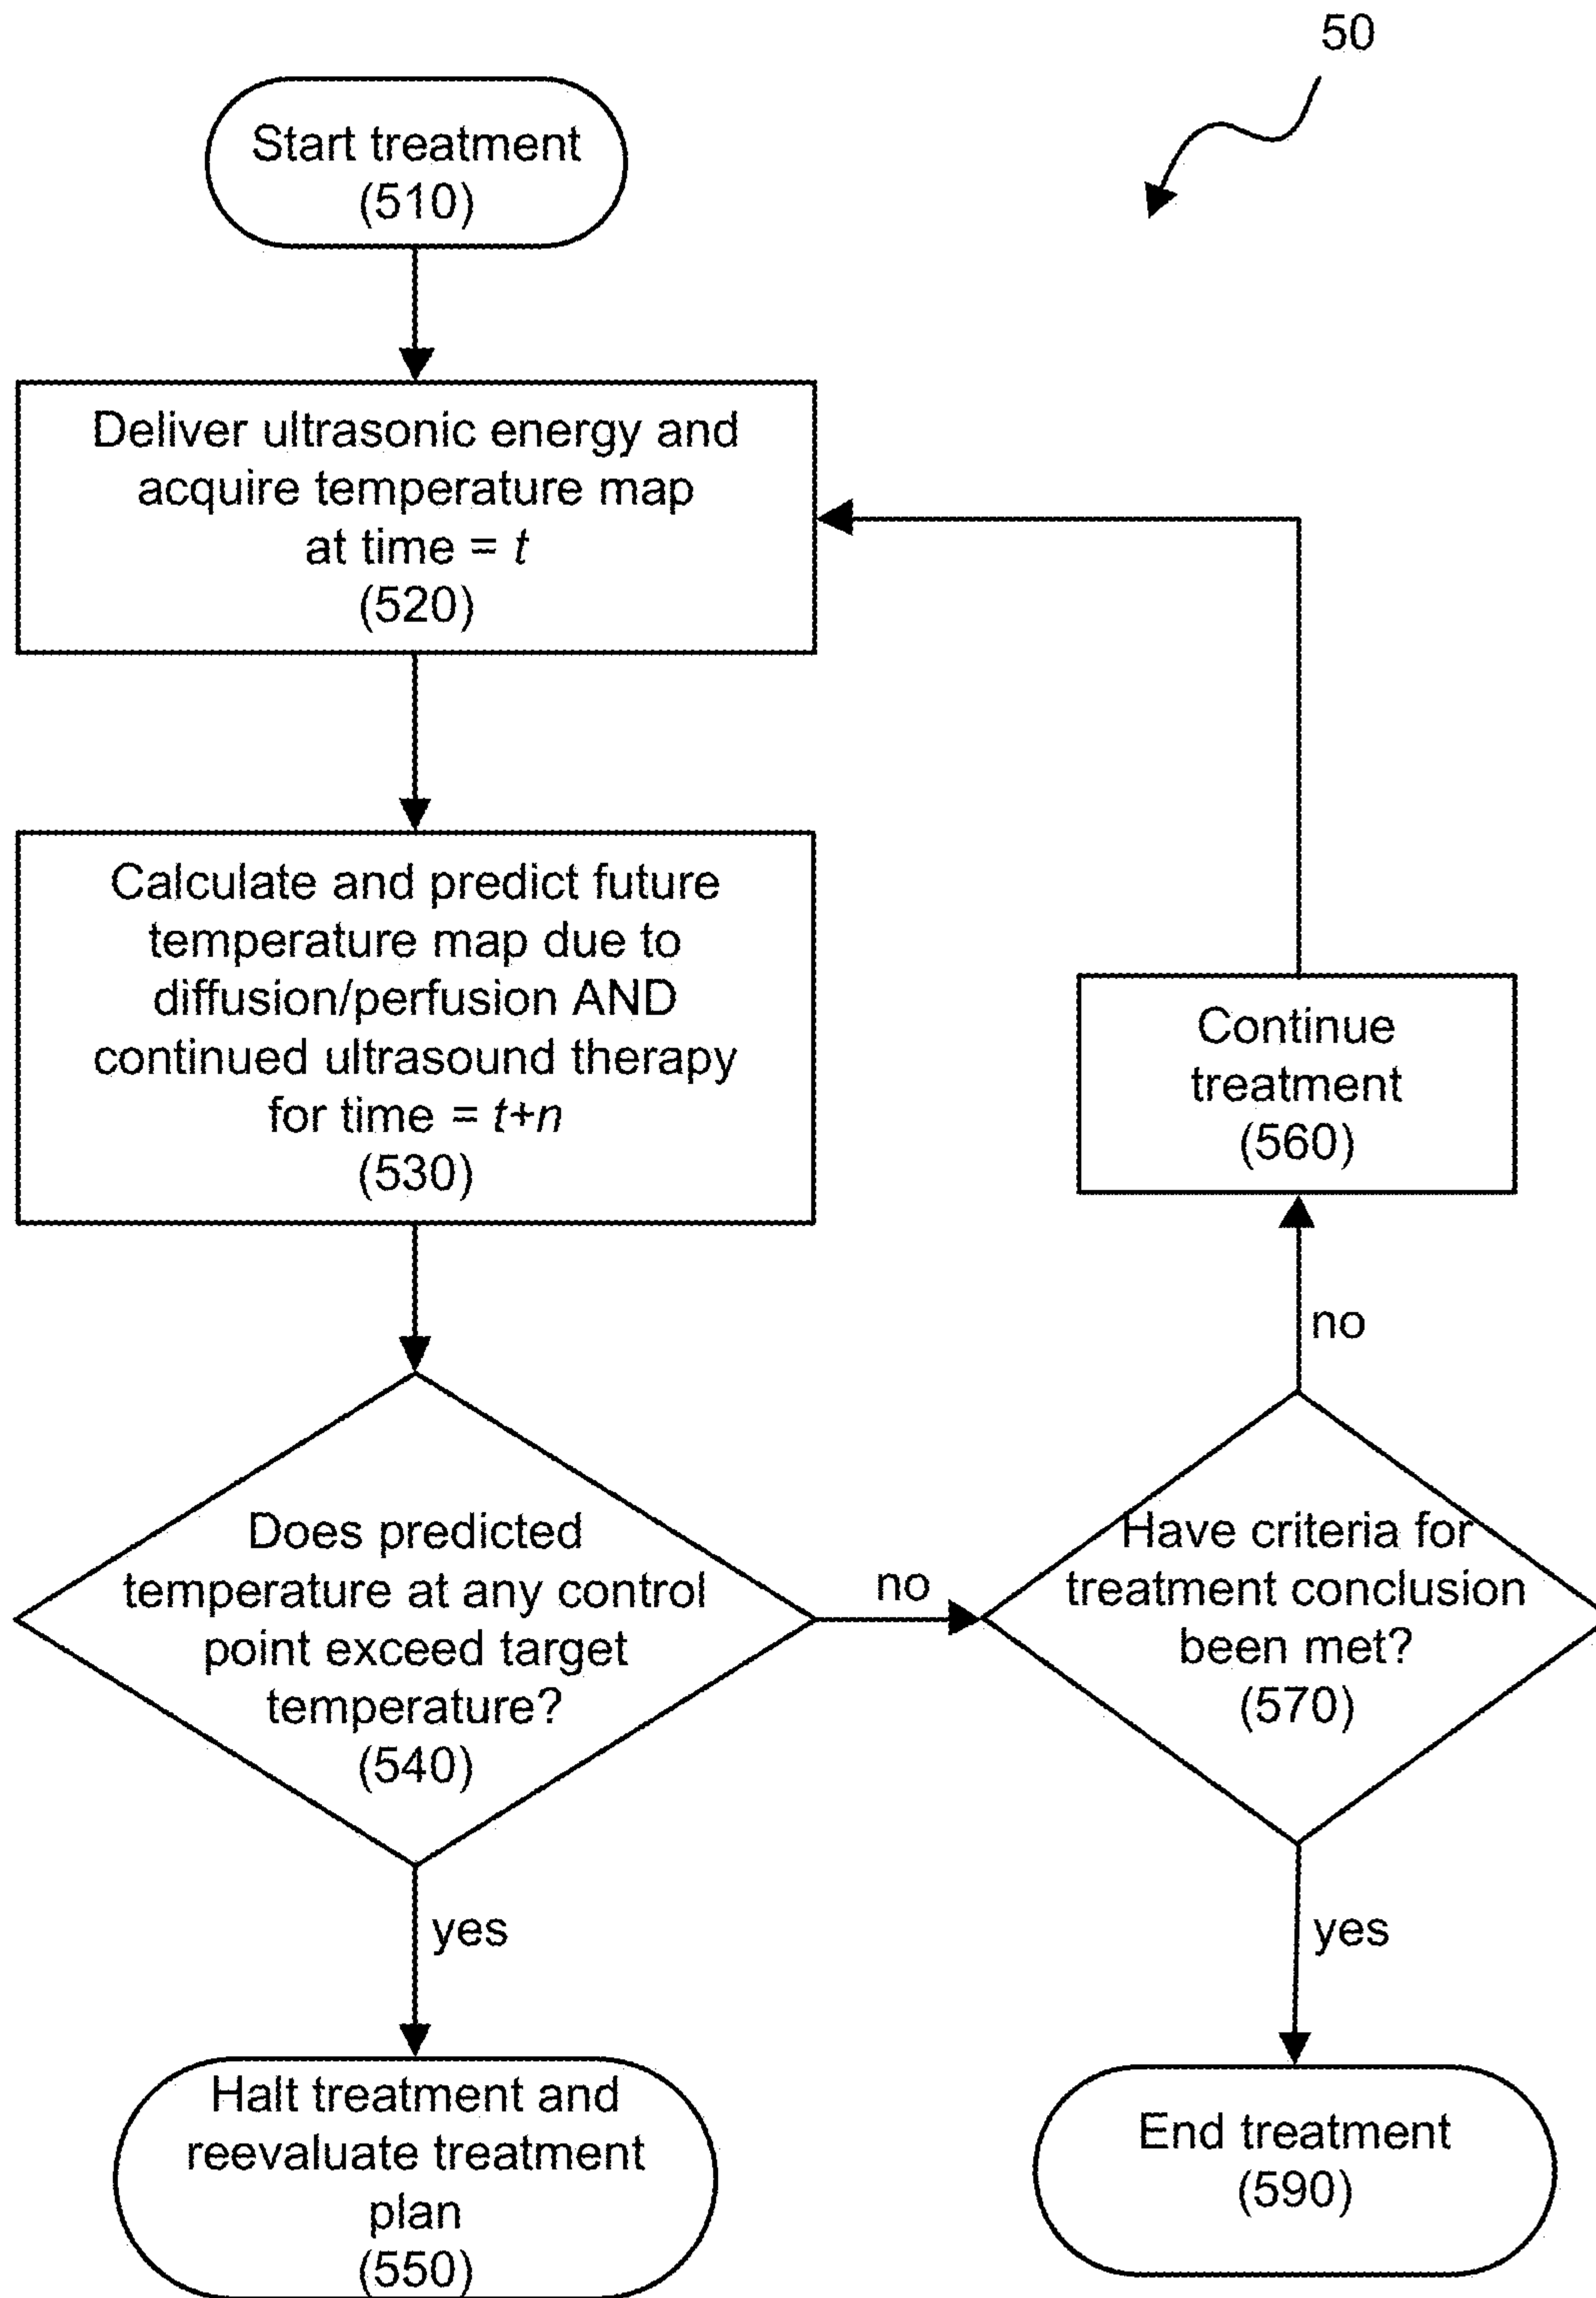 50
Start treatment
(510)
Deliver ultrasonic energy and
acquire temperature map
at time = t
(520)
Calculate and predict future
temperature map due to
diffusion/perfusion AND
continued ultrasound therapy
for time = t+n
(530)
Continue
treatment
(560)
no
Does predicted
temperature at any control
point exceed target
temperature?
(540)
no
Have criteria for
treatment conclusion
been met?
(570)
yes
yes
Halt treatment and
reevaluate treatment
plan
(550)
End treatment
(590)